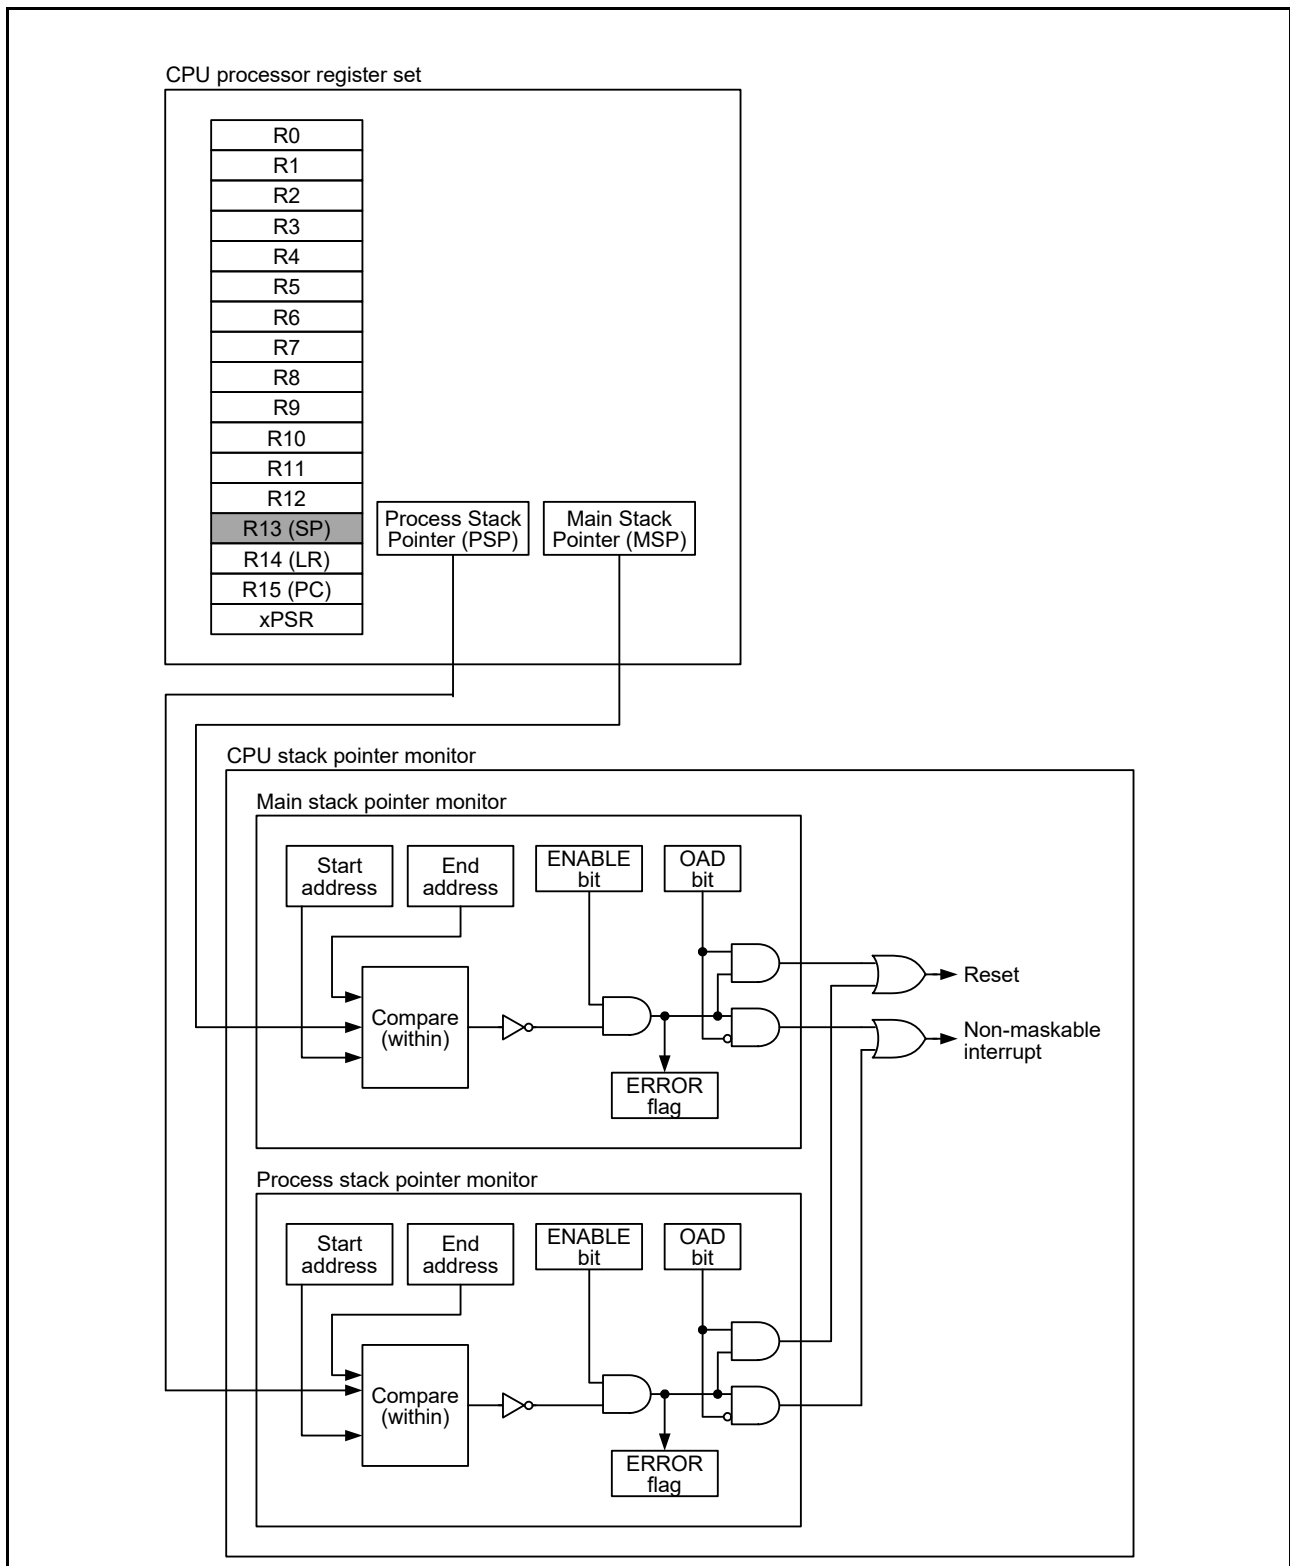 CPU processor register set
R0
R1
R2
R3
R4
R5
R6
R7
R8
R9
R10
R11
R12
R13 (SP)
R14 (LR)
R15 (PC)
xPSR
Process Stack
Pointer (PSP)
Main Stack
Pointer (MSP)
CPU stack pointer monitor
Main stack pointer monitor
Start
address
End
address
ENABLE
bit
OAD
bit
Compare
(within)
ERROR
flag
Reset
Non-maskable
interrupt
Process stack pointer monitor
Start
address
End
address
ENABLE
bit
OAD
bit
Compare
(within)
ERROR
flag